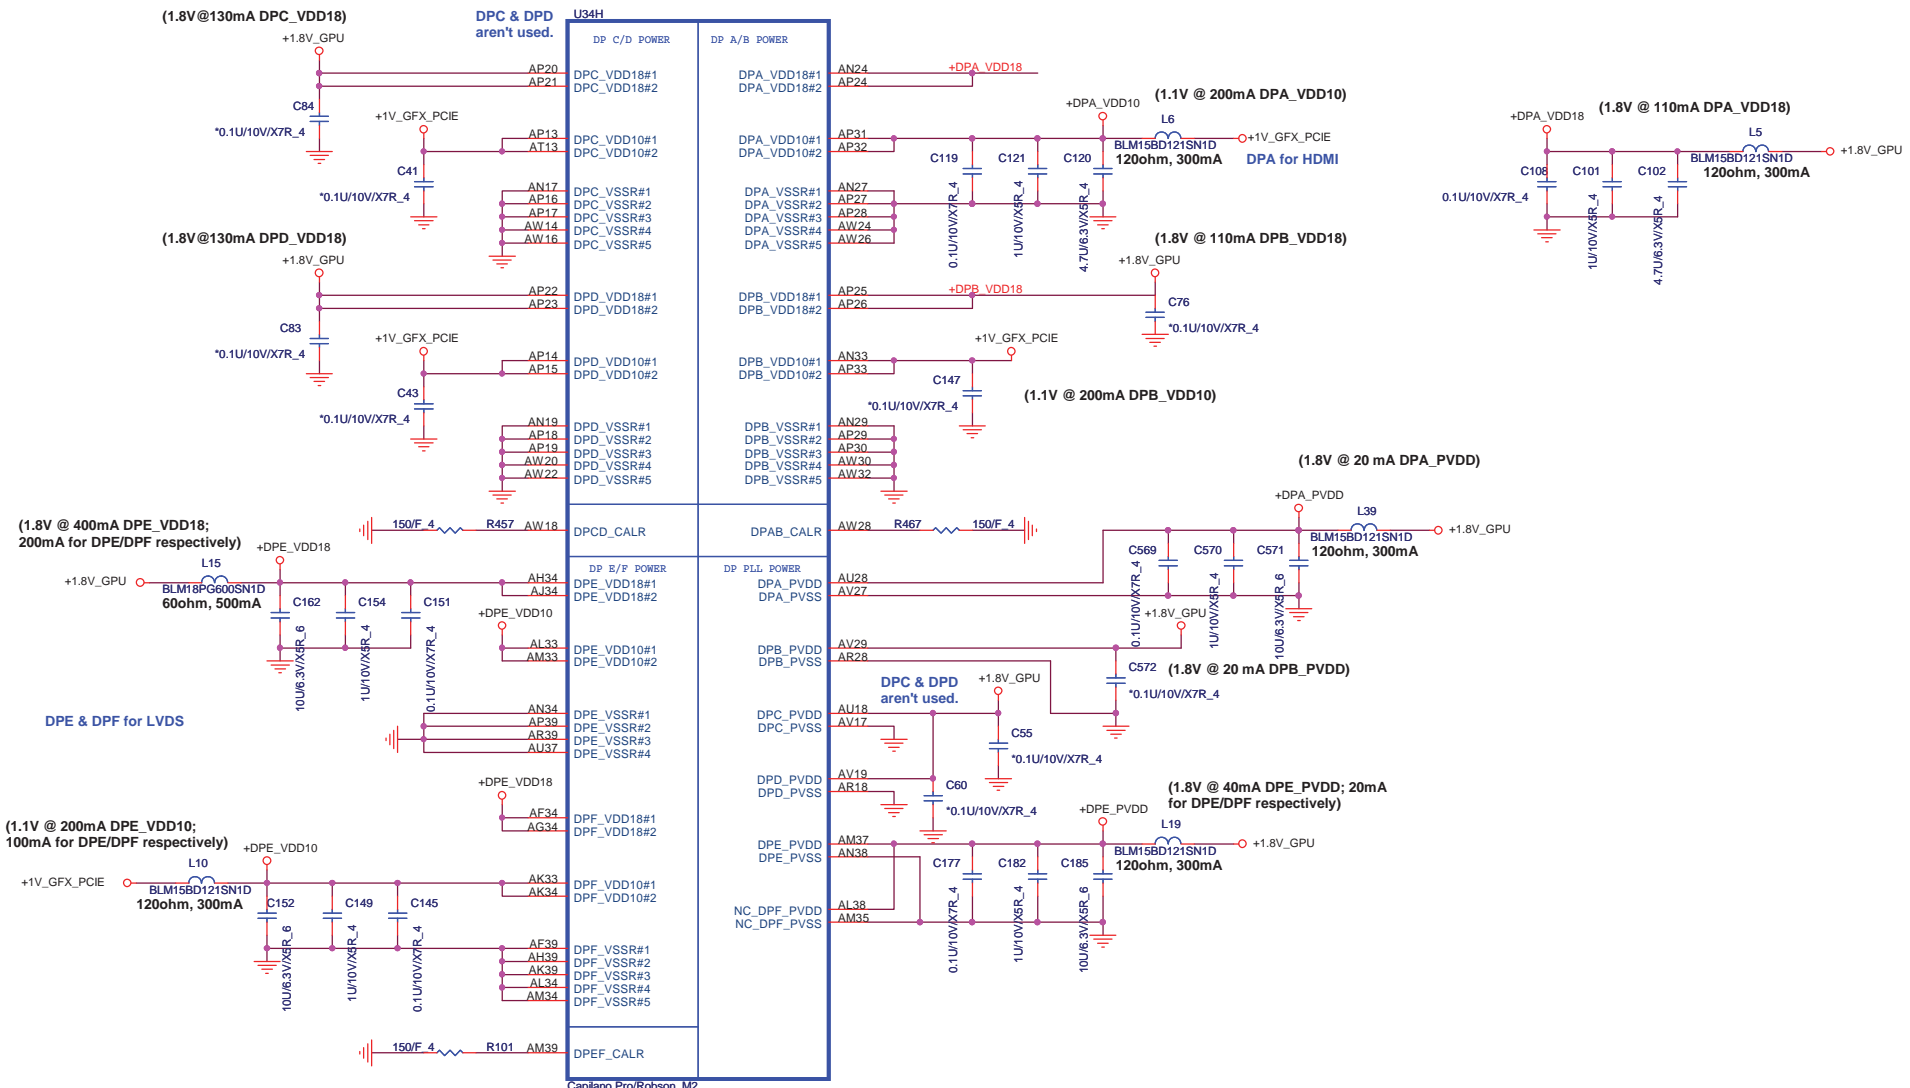 (1.8V@130mA DPC_VDD18)
+1.8V_GPU
DPC & DPD
aren't used.
U34H
DP C/D POWER
DP A/B POWER
AP20
DPC_VDD18#1
AP21
DPC_VDD18#2
C84
*0.1U/10V/X7R_4
+1V_GFX_PCIE
AP13
DPC_VDD10#1
AT13
DPC_VDD10#2
C41
*0.1U/10V/X7R_4
AN17
DPC_VSSR#1
AP16
DPC_VSSR#2
AP17
DPC_VSSR#3
AW14
DPC_VSSR#4
AW16
DPC_VSSR#5
(1.8V@130mA DPD_VDD18)
+1.8V_GPU
AP22
DPD_VDD18#1
AP23
DPD_VDD18#2
C83
*0.1U/10V/X7R_4
+1V_GFX_PCIE
AP14
DPD_VDD10#1
AP15
DPD_VDD10#2
C43
*0.1U/10V/X7R_4
AN19
DPD_VSSR#1
AP18
DPD_VSSR#2
AP19
DPD_VSSR#3
AW20
DPD_VSSR#4
AW22
DPD_VSSR#5
150/F_4
R457
AW18
DPCD_CALR
(1.8V @ 400mA DPE_VDD18;
200mA for DPE/DPF respectively)
+DPE_VDD18
L15
+1.8V_GPU
BLM18PG600SN1D
60ohm, 500mA
C162
C154
C151
10U/6.3V/X5R_6
1U/10V/X5R_4
0.1U/10V/X7R_4
DP E/F POWER
AH34
DPE_VDD18#1
AJ34
DPE_VDD18#2
+DPE_VDD10
AL33
DPE_VDD10#1
AM33
DPE_VDD10#2
DPE & DPF for LVDS
AN34
DPE_VSSR#1
AP39
DPE_VSSR#2
AR39
DPE_VSSR#3
AU37
DPE_VSSR#4
+DPE_VDD18
AF34
DPF_VDD18#1
AG34
DPF_VDD18#2
(1.1V @ 200mA DPE_VDD10;
100mA for DPE/DPF respectively)
+DPE_VDD10
L10
+1V_GFX_PCIE
BLM15BD121SN1D
120ohm, 300mA
C152
C149
C145
10U/6.3V/X5R_6
1U/10V/X5R_4
0.1U/10V/X7R_4
AK33
DPF_VDD10#1
AK34
DPF_VDD10#2
AF39
DPF_VSSR#1
AH39
DPF_VSSR#2
AK39
DPF_VSSR#3
AL34
DPF_VSSR#4
AM34
DPF_VSSR#5
150/F_4
R101
AM39
DPEF_CALR
Capilano Pro/Robson_M2
DPA_VDD18#1
AN24
+DPA_VDD18
DPA_VDD18#2
AP24
+DPA_VDD10
(1.1V @ 200mA DPA_VDD10)
L6
DPA_VDD10#1
AP31
DPA_VDD10#2
AP32
BLM15BD121SN1D
120ohm, 300mA
+1V_GFX_PCIE
DPA for HDMI
C119
C121
C120
0.1U/10V/X7R_4
1U/10V/X5R_4
4.7U/6.3V/X5R_4
DPA_VSSR#1
AN27
DPA_VSSR#2
AP27
DPA_VSSR#3
AP28
DPA_VSSR#4
AW24
DPA_VSSR#5
AW26
(1.8V @ 110mA DPB_VDD18)
+1.8V_GPU
DPB_VDD18#1
AP25
+DPB_VDD18
DPB_VDD18#2
AP26
C76
*0.1U/10V/X7R_4
+1V_GFX_PCIE
DPB_VDD10#1
AN33
DPB_VDD10#2
AP33
C147
*0.1U/10V/X7R_4
(1.1V @ 200mA DPB_VDD10)
DPB_VSSR#1
AN29
DPB_VSSR#2
AP29
DPB_VSSR#3
AP30
DPB_VSSR#4
AW30
DPB_VSSR#5
AW32
DPAB_CALR
AW28
R467
150/F_4
(1.8V @ 20 mA DPA_PVDD)
+DPA_PVDD
L39
BLM15BD121SN1D
120ohm, 300mA
+1.8V_GPU
C569
C570
C571
0.1U/10V/X7R_4
1U/10V/X5R_4
10U/6.3V/X5R_6
DP PLL POWER
DPA_PVDD
AU28
DPA_PVSS
AV27
+1.8V_GPU
DPB_PVDD
AV29
DPB_PVSS
AR28
C572
*0.1U/10V/X7R_4
(1.8V @ 20 mA DPB_PVDD)
DPC & DPD
aren't used.
+1.8V_GPU
DPC_PVDD
AU18
DPC_PVSS
AV17
C55
*0.1U/10V/X7R_4
DPD_PVDD
AV19
DPD_PVSS
AR18
C60
*0.1U/10V/X7R_4
(1.8V @ 40mA DPE_PVDD; 20mA
for DPE/DPF respectively)
+DPE_PVDD
L19
DPE_PVDD
AM37
DPE_PVSS
AN38
BLM15BD121SN1D
120ohm, 300mA
+1.8V_GPU
C177
C182
C185
0.1U/10V/X7R_4
1U/10V/X5R_4
10U/6.3V/X5R_6
NC_DPF_PVDD
AL38
NC_DPF_PVSS
AM35
(1.8V @ 110mA DPA_VDD18)
+DPA_VDD18
L5
BLM15BD121SN1D
120ohm, 300mA
+1.8V_GPU
C108
C101
C102
0.1U/10V/X7R_4
1U/10V/X5R_4
4.7U/6.3V/X5R_4